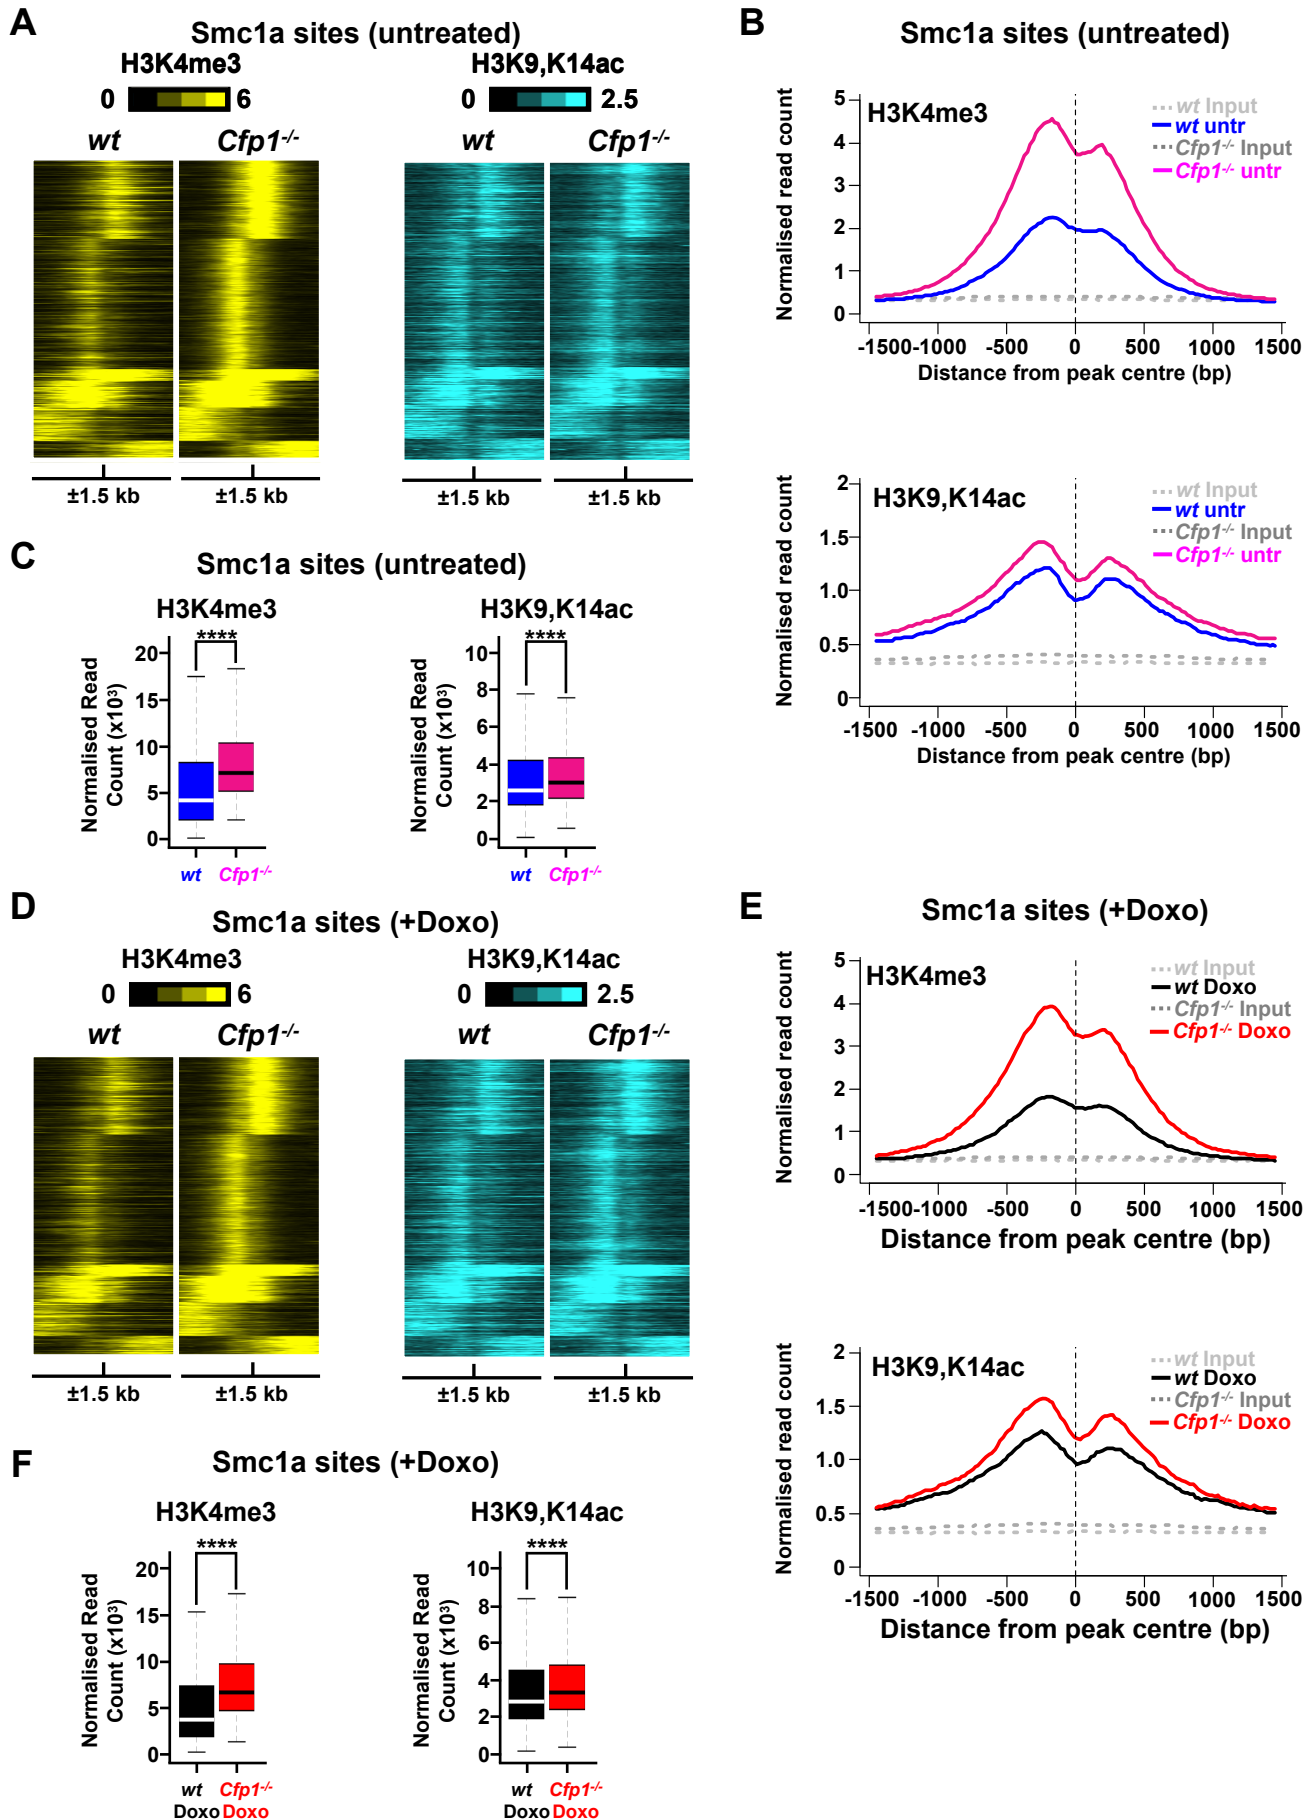 A
Smc1a sites (untreated)
H3K4me3
0 6
wt Cfp1-/-
±1.5 kb ±1.5 kb
H3K9,K14ac
0 2.5
wt Cfp1-/-
±1.5 kb ±1.5 kb
B
Smc1a sites (untreated)
H3K4me3
Normalised read count
5
4
3
2
1
0
wt Input
wt untr
Cfp1-/- Input
Cfp1-/- untr
-1500 -1000 -500 0 500 1000 1500
Distance from peak centre (bp)
H3K9,K14ac
Normalised read count
2
1.5
1.0
0.5
0
wt Input
wt untr
Cfp1-/- Input
Cfp1-/- untr
-1500 -1000 -500 0 500 1000 1500
Distance from peak centre (bp)
C
Smc1a sites (untreated)
H3K4me3
Normalised Read
Count (x10³)
****
20
15
10
5
0
wt Cfp1-/-
H3K9,K14ac
Normalised Read
Count (x10³)
****
10
8
6
4
2
0
wt Cfp1-/-
D
Smc1a sites (+Doxo)
H3K4me3
0 6
wt Cfp1-/-
±1.5 kb ±1.5 kb
H3K9,K14ac
0 2.5
wt Cfp1-/-
±1.5 kb ±1.5 kb
E
Smc1a sites (+Doxo)
H3K4me3
Normalised read count
5
4
3
2
1
0
wt Input
wt Doxo
Cfp1-/- Input
Cfp1-/- Doxo
-1500 -1000 -500 0 500 1000 1500
Distance from peak centre (bp)
H3K9,K14ac
Normalised read count
2
1.5
1.0
0.5
0
wt Input
wt Doxo
Cfp1-/- Input
Cfp1-/- Doxo
-1500 -1000 -500 0 500 1000 1500
Distance from peak centre (bp)
F
Smc1a sites (+Doxo)
H3K4me3
Normalised Read
Count (x10³)
****
20
15
10
5
0
wt Cfp1-/-
Doxo Doxo
H3K9,K14ac
Normalised Read
Count (x10³)
****
10
8
6
4
2
0
wt Cfp1-/-
Doxo Doxo